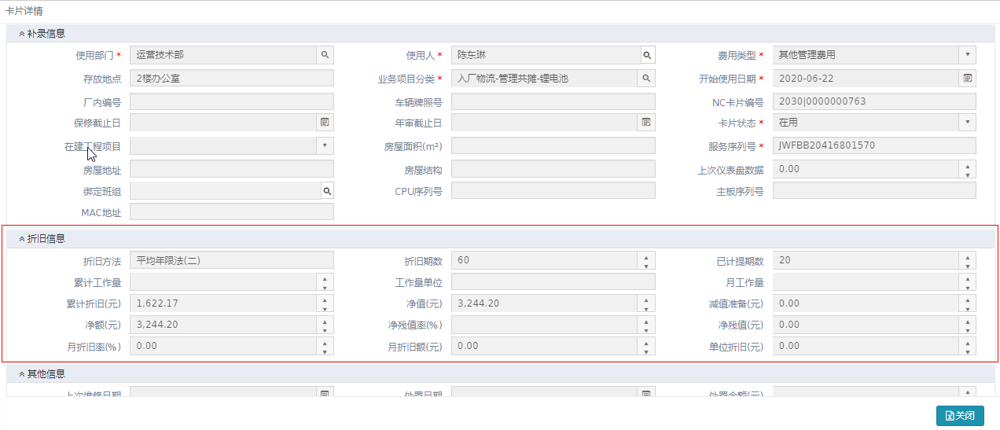 卡片详情
补录信息
使用部门 * 运营技术部 使用人 * 陈东琳 费用类型 * 其他管理费用
存放地点 2楼办公室 业务项目分类 * 入厂物流-管理共摊-锂电池 开始使用日期 * 2020-06-22
厂内编号 车辆牌照号 NC卡片编号 2030|0000000763
保修截止日 年审截止日 卡片状态 * 在用
在建工程项目 房屋面积(m²) 服务序列号 * JWFBB20416801570
房屋地址 房屋结构 上次仪表盘数据 0.00
绑定班组 CPU序列号 主板序列号
MAC地址
折旧信息
折旧方法 平均年限法(二) 折旧期数 60 已计提期数 20
累计工作量 工作量单位 月工作量
累计折旧(元) 1,622.17 净值(元) 3,244.20 减值准备(元) 0.00
净额(元) 3,244.20 净残值率(%) 净残值(元) 0.00
月折旧率(%) 0.00 月折旧额(元) 0.00 单位折旧(元) 0.00
其他信息
上次维修日期 处置日期 处置金额(元)
关闭